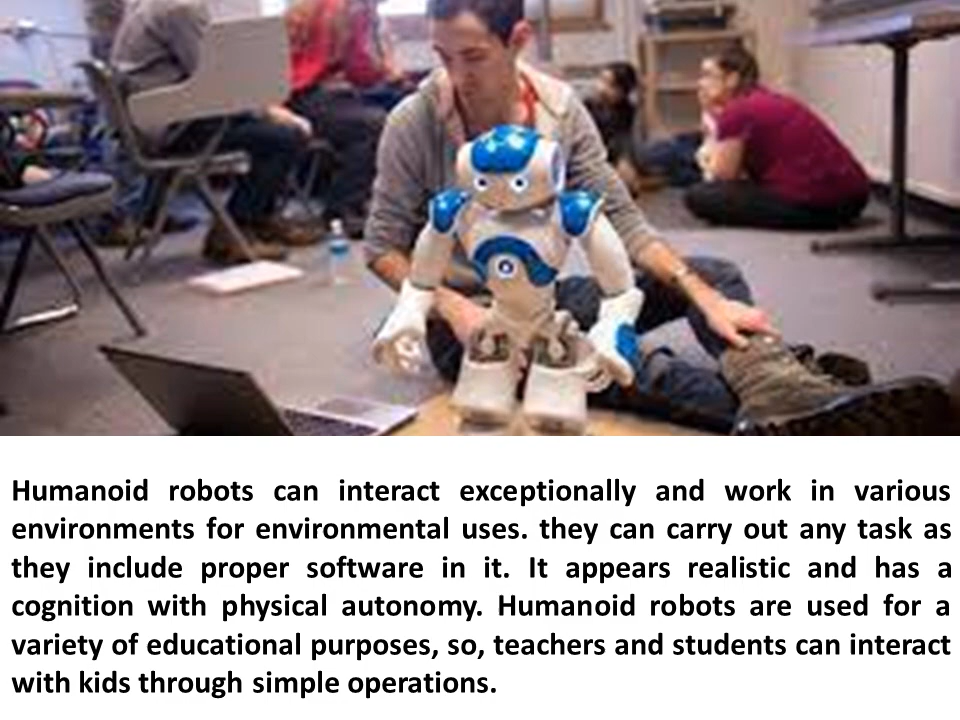 Humanoid robots can interact exceptionally and work in various
environments for environmental uses. they can carry out any task as
they include proper software in it. It appears realistic and has a
cognition with physical autonomy. Humanoid robots are used for a
variety of educational purposes, so, teachers and students can interact
with kids through simple operations.